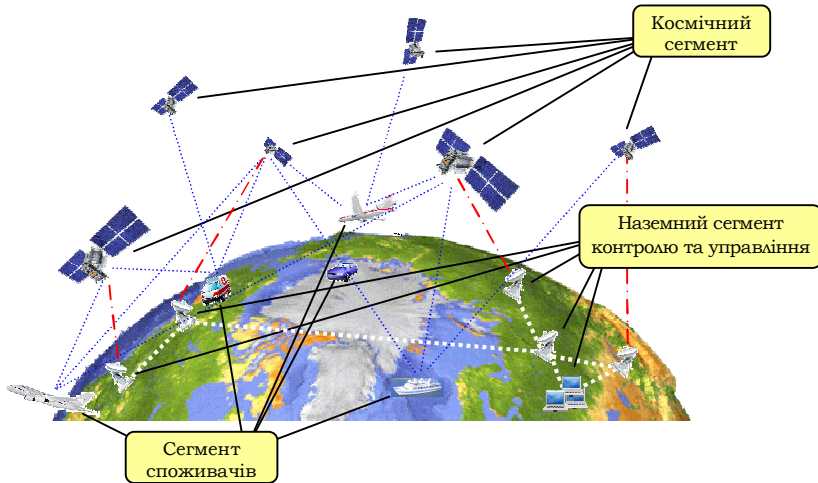 Космічний
сегмент
Наземний сегмент
контролю та управління
Сегмент
споживачів